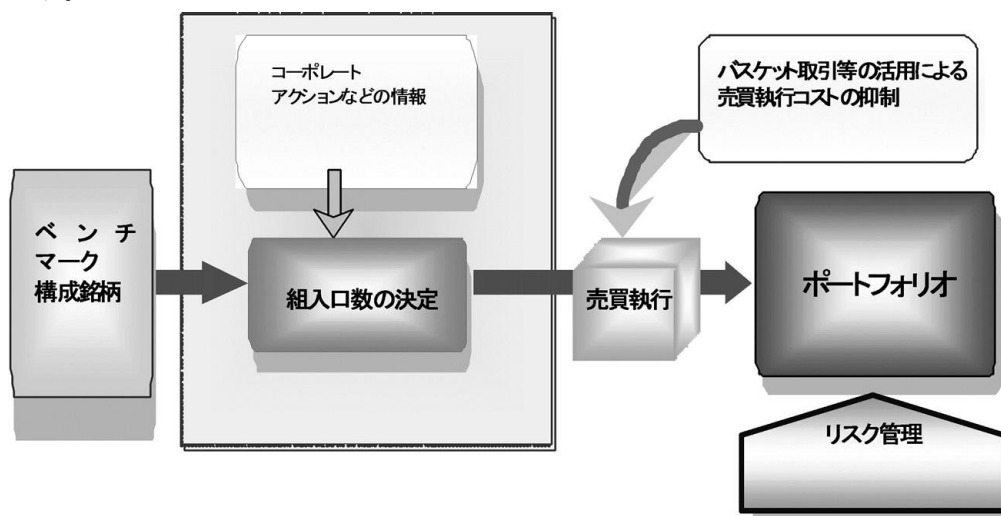 コーポレート
アクションなどの情報
バスケット取引等の活用による
売買執行コストの抑制
ベンチ
マーク
構成銘柄
組入口数の決定
売買執行
ポートフォリオ
リスク管理